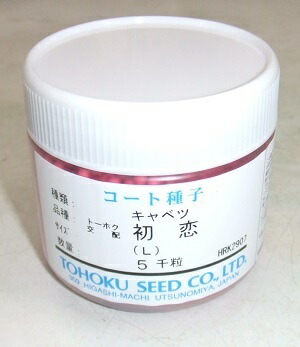 コート種子
種類: キャベツ
品種: トーホク交配 初恋
サイズ (L)
数量 5千粒
HRK2907
TOHOKU SEED CO., LTD.
309 HIGASHI-MACHI UTSUNOMIYA, JAPAN.